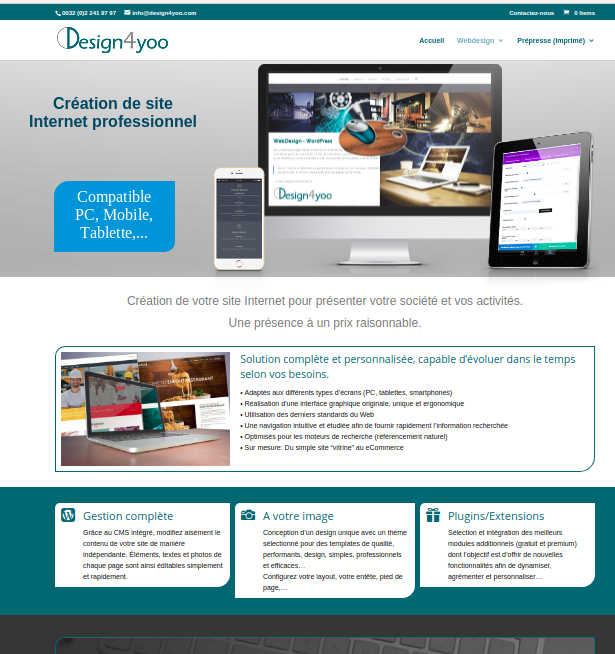 0032 (0)2 241 97 97 info@design4yoo.com Contactez-nous 0 Items
Design4yoo Accueil Webdesign Prépresse (Imprimé)
Création de site
Internet professionnel
Compatible
PC, Mobile,
Tablette,...
WebDesign - WordPress
Design4yoo
Création de votre site Internet pour présenter votre société et vos activités.
Une présence à un prix raisonnable.
Solution complète et personnalisée, capable d'évoluer dans le temps
selon vos besoins.
• Adaptés aux différents types d'écrans (PC, tablettes, smartphones)
• Réalisation d'une interface graphique originale, unique et ergonomique
• Utilisation des derniers standards du Web
• Une navigation intuitive et étudiée afin de fournir rapidement l'information recherchée
• Optimisés pour les moteurs de recherche (référencement naturel)
• Sur mesure: Du simple site "vitrine" au eCommerce
Gestion complète
Grâce au CMS intégré, modifiez aisément le
contenu de votre site de manière
indépendante. Eléments, textes et photos de
chaque page sont ainsi éditables simplement
et rapidement.
A votre image
Conception d'un design unique avec un thème
sélectionné pour des templates de qualité,
performants, design, simples, professionnels
et efficaces…
Configurez votre layout, votre entête, pied de
page,…
Plugins/Extensions
Sélection et intégration des meilleurs
modules additionnels (gratuit et premium)
dont l'objectif est d'offrir de nouvelles
fonctionnalités afin de dynamiser,
agrémenter et personnaliser…